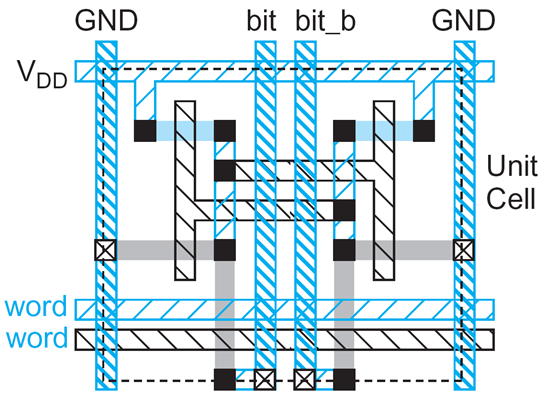 GND bit bit_b GND
VDD
Unit
Cell
word
word